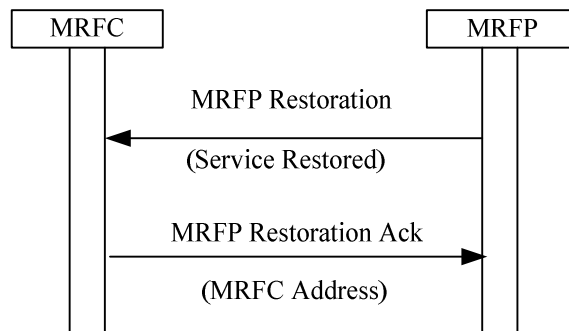 MRFC
MRFP
MRFP Restoration
(Service Restored)
MRFP Restoration Ack
(MRFC Address)